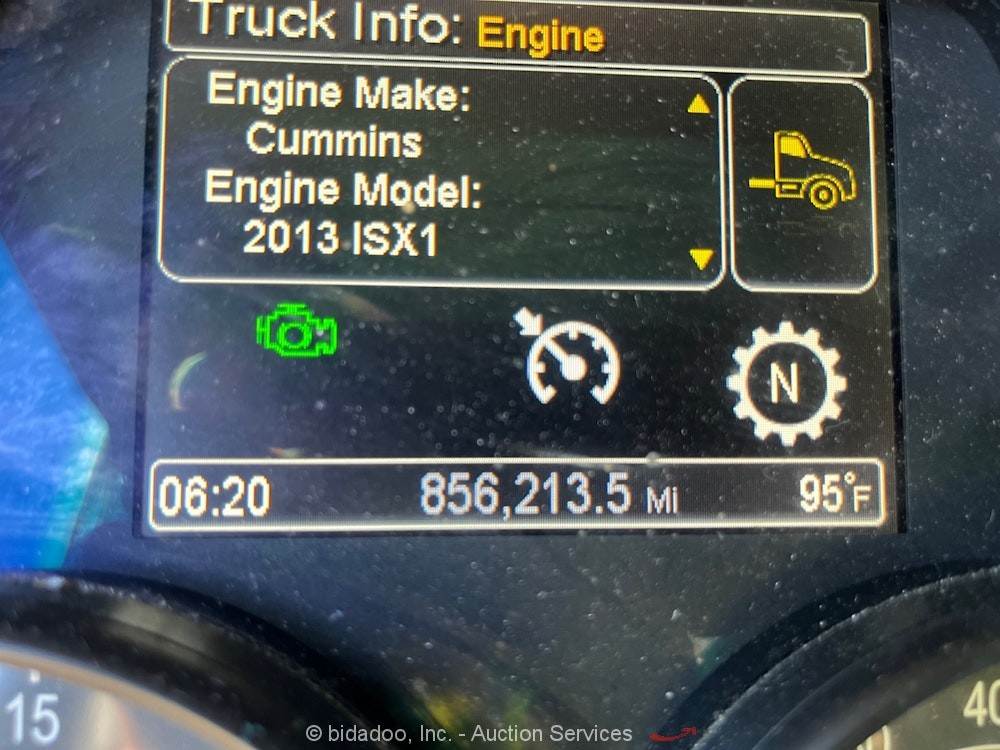 Truck Info: Engine
Engine Make:
Cummins
Engine Model:
2013 ISX1
N
06:20 856,213.5 Mi 95°F
15
40
© bidadoo, Inc. - Auction Services